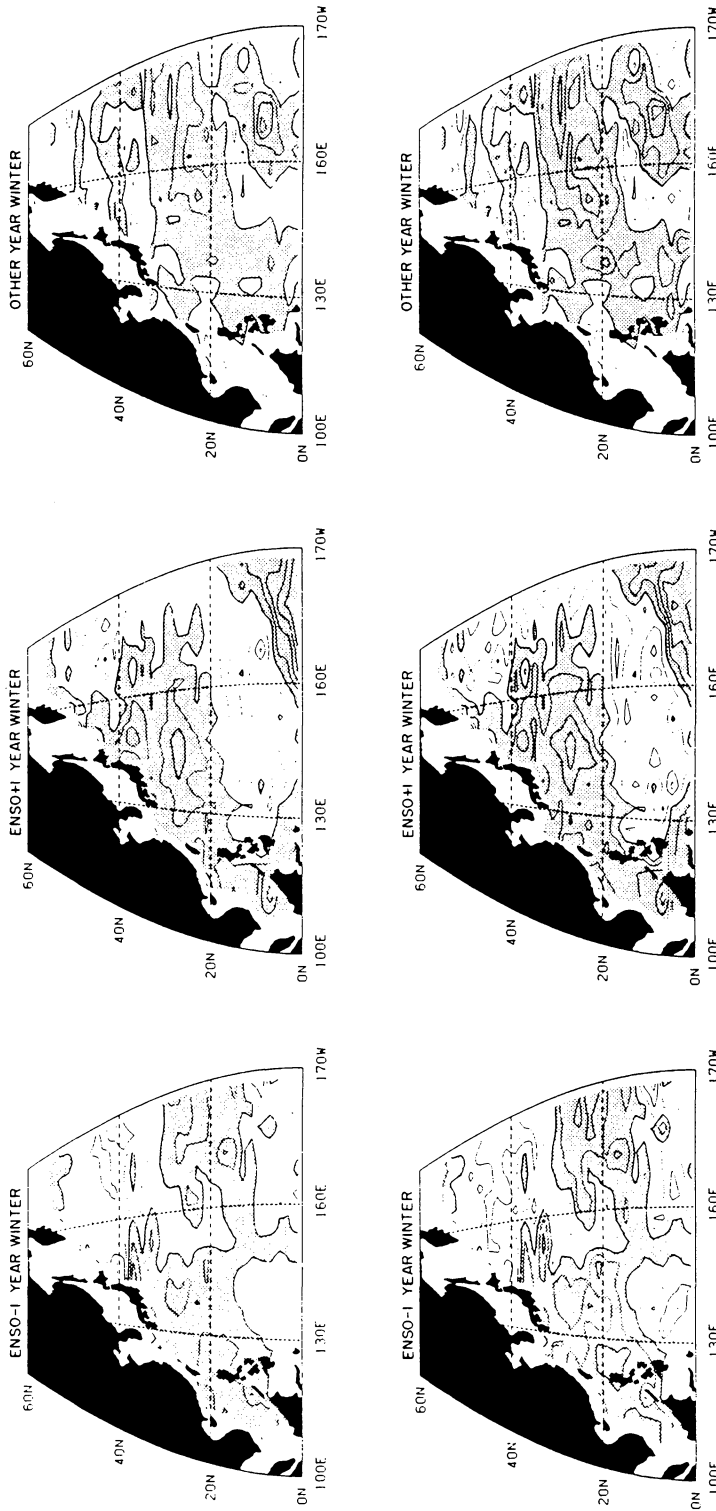 ENSO-1 YEAR WINTER
60N
40N
20N
0N
100E 130E 160E 170W
ENSO+1 YEAR WINTER
60N
40N
20N
0N
100E 130E 160E 170W
OTHER YEAR WINTER
60N
40N
20N
0N
100E 130E 160E 170W
ENSO-1 YEAR WINTER
60N
40N
20N
0N
100E 130E 160E 170W
ENSO+1 YEAR WINTER
60N
40N
20N
0N
100E 130E 160E 170W
OTHER YEAR WINTER
60N
40N
20N
0N
100E 130E 160E 170W